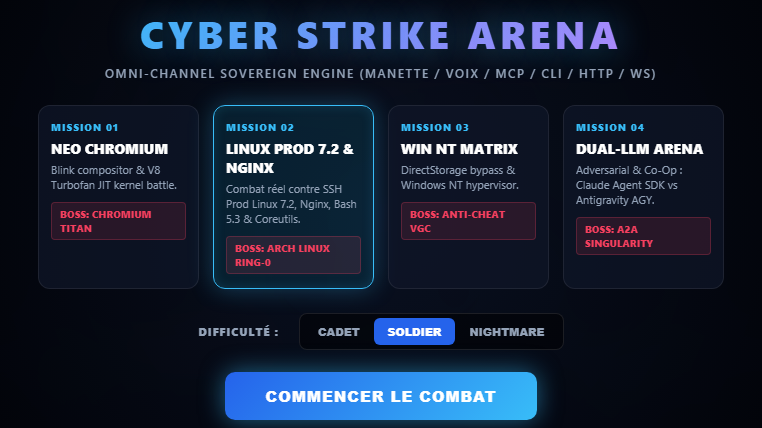 CYBER STRIKE ARENA
OMNI-CHANNEL SOVEREIGN ENGINE (MANETTE / VOIX / MCP / CLI / HTTP / WS)
MISSION 01
NEO CHROMIUM
Blink compositor & V8
Turbofan JIT kernel battle.
BOSS: CHROMIUM
TITAN
MISSION 02
LINUX PROD 7.2 &
NGINX
Combat réel contre SSH
Prod Linux 7.2, Nginx, Bash
5.3 & Coreutils.
BOSS: ARCH LINUX
RING-0
MISSION 03
WIN NT MATRIX
DirectStorage bypass &
Windows NT hypervisor.
BOSS: ANTI-CHEAT
VGC
MISSION 04
DUAL-LLM ARENA
Adversarial & Co-Op :
Claude Agent SDK vs
Antigravity AGY.
BOSS: A2A
SINGULARITY
DIFFICULTÉ :
CADET
SOLDIER
NIGHTMARE
COMMENCER LE COMBAT